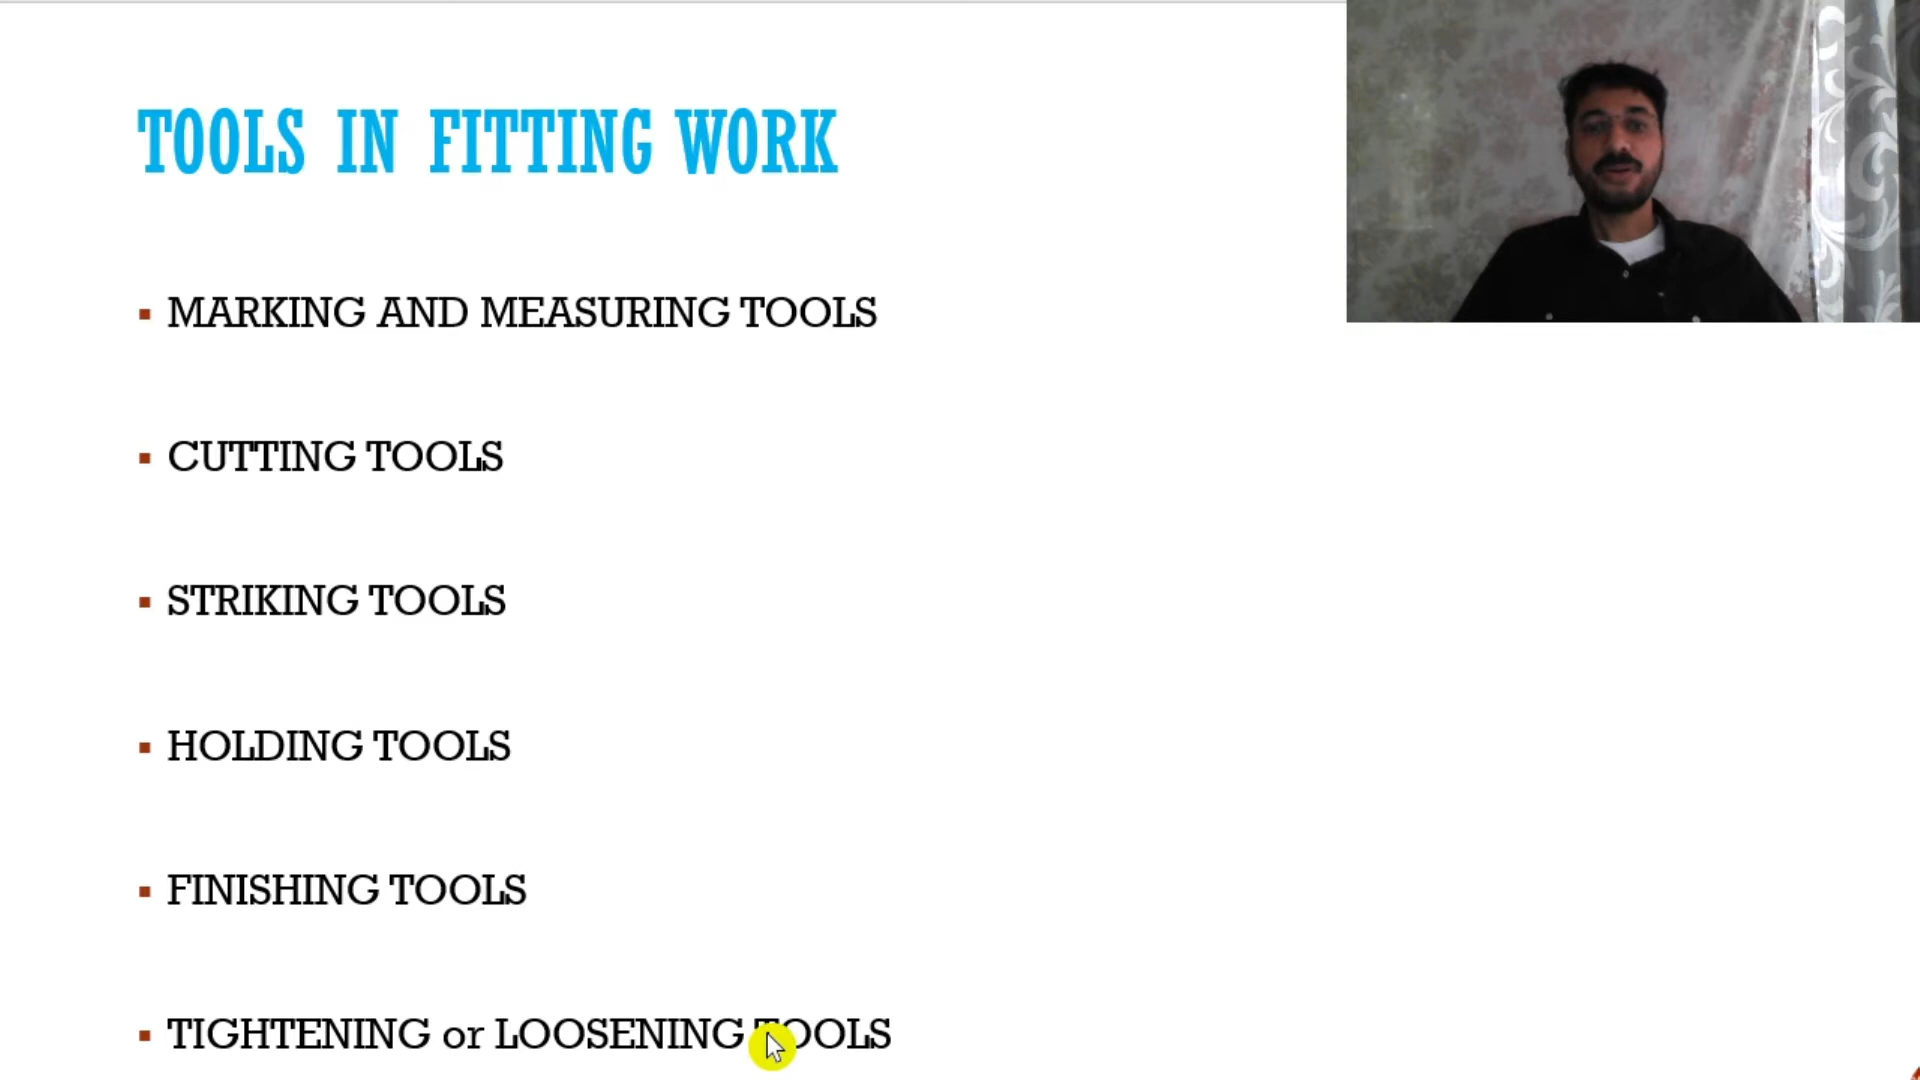 TOOLS IN FITTING WORK
MARKING AND MEASURING TOOLS
CUTTING TOOLS
STRIKING TOOLS
HOLDING TOOLS
FINISHING TOOLS
TIGHTENING or LOOSENING TOOLS